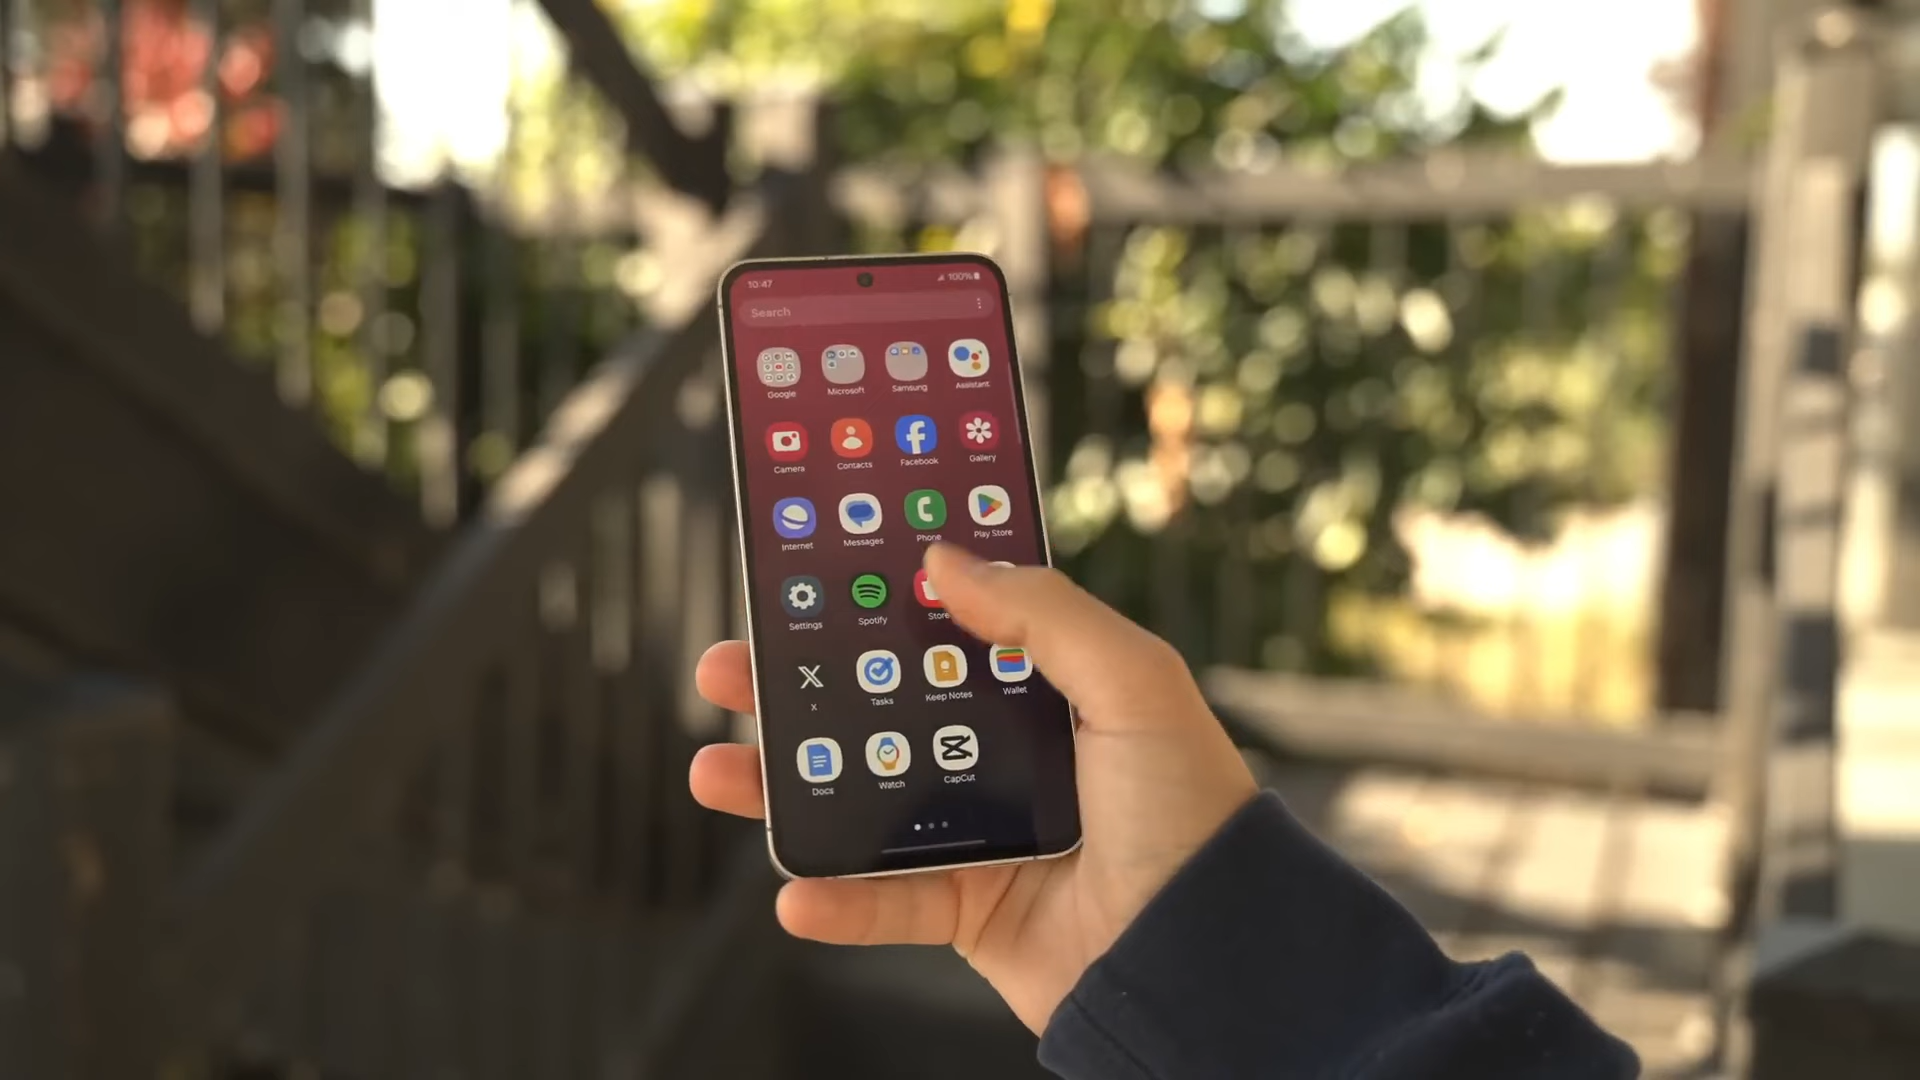 10:47 100%
Search
Google Microsoft Samsung Assistant
Camera Contacts Facebook Gallery
Internet Messages Phone Play Store
Settings Spotify Store
X Tasks Keep Notes Wallet
Docs Watch CapCut